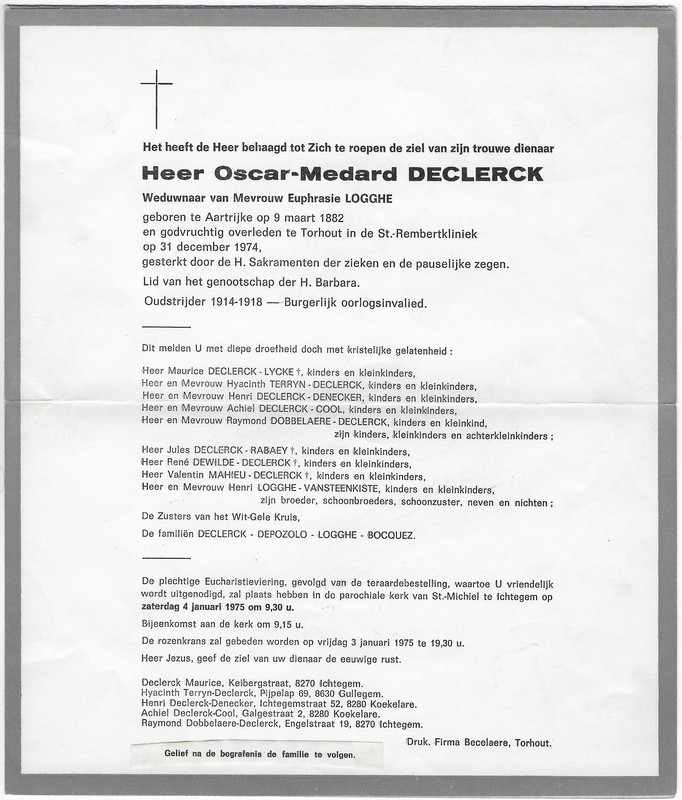 Het heeft de Heer behaagd tot Zich te roepen de ziel van zijn trouwe dienaar
Heer Oscar-Medard DECLERCK
Weduwnaar van Mevrouw Euphrasie LOGGHE
geboren te Aartrijke op 9 maart 1882
en godvruchtig overleden te Torhout in de St.-Rembertkliniek
op 31 december 1974,
gesterkt door de H. Sakramenten der zieken en de pauselijke zegen.
Lid van het genootschap der H. Barbara.
Oudstrijder 1914-1918 — Burgerlijk oorlogsinvalied.
Dit melden U met diepe droefheid doch met kristelijke gelatenheid :
Heer Maurice DECLERCK - LYCKE †, kinders en kleinkinders,
Heer en Mevrouw Hyacinth TERRYN - DECLERCK, kinders en kleinkinders,
Heer en Mevrouw Henri DECLERCK - DENECKER, kinders en kleinkinders,
Heer en Mevrouw Achiel DECLERCK - COOL, kinders en kleinkinders,
Heer en Mevrouw Raymond DOBBELAERE - DECLERCK, kinders en kleinkind,
zijn kinders, kleinkinders en achterkleinkinders ;
Heer Jules DECLERCK - RABAEY †, kinders en kleinkinders,
Heer René DEWILDE - DECLERCK †, kinders en kleinkinders,
Heer Valentin MAHIEU - DECLERCK †, kinders en kleinkinders,
Heer en Mevrouw Henri LOGGHE - VANSTEENKISTE, kinders en kleinkinders,
zijn broeder, schoonbroeders, schoonzuster, neven en nichten ;
De Zusters van het Wit-Gele Kruis,
De familiën DECLERCK - DEPOZOLO - LOGGHE - BOCQUEZ.
De plechtige Eucharistieviering, gevolgd van de teraardebestelling, waartoe U vriendelijk
wordt uitgenodigd, zal plaats hebben in de parochiale kerk van St.-Michiel te Ichtegem op
zaterdag 4 januari 1975 om 9,30 u.
Bijeenkomst aan de kerk om 9,15 u.
De rozenkrans zal gebeden worden op vrijdag 3 januari 1975 te 19,30 u.
Heer Jezus, geef de ziel van uw dienaar de eeuwige rust.
Declerck Maurice, Keibergstraat, 8270 Ichtegem.
Hyacinth Terryn-Declerck, Pijpelap 69, 8630 Gullegem.
Henri Declerck-Denecker, Ichtegemstraat 52, 8280 Koekelare.
Achiel Declerck-Cool, Galgestraat 2, 8280 Koekelare.
Raymond Dobbelaere-Declerck, Engelstraat 19, 8270 Ichtegem.
Druk. Firma Becelaere, Torhout.
Gelief na de begrafenis de familie te volgen.